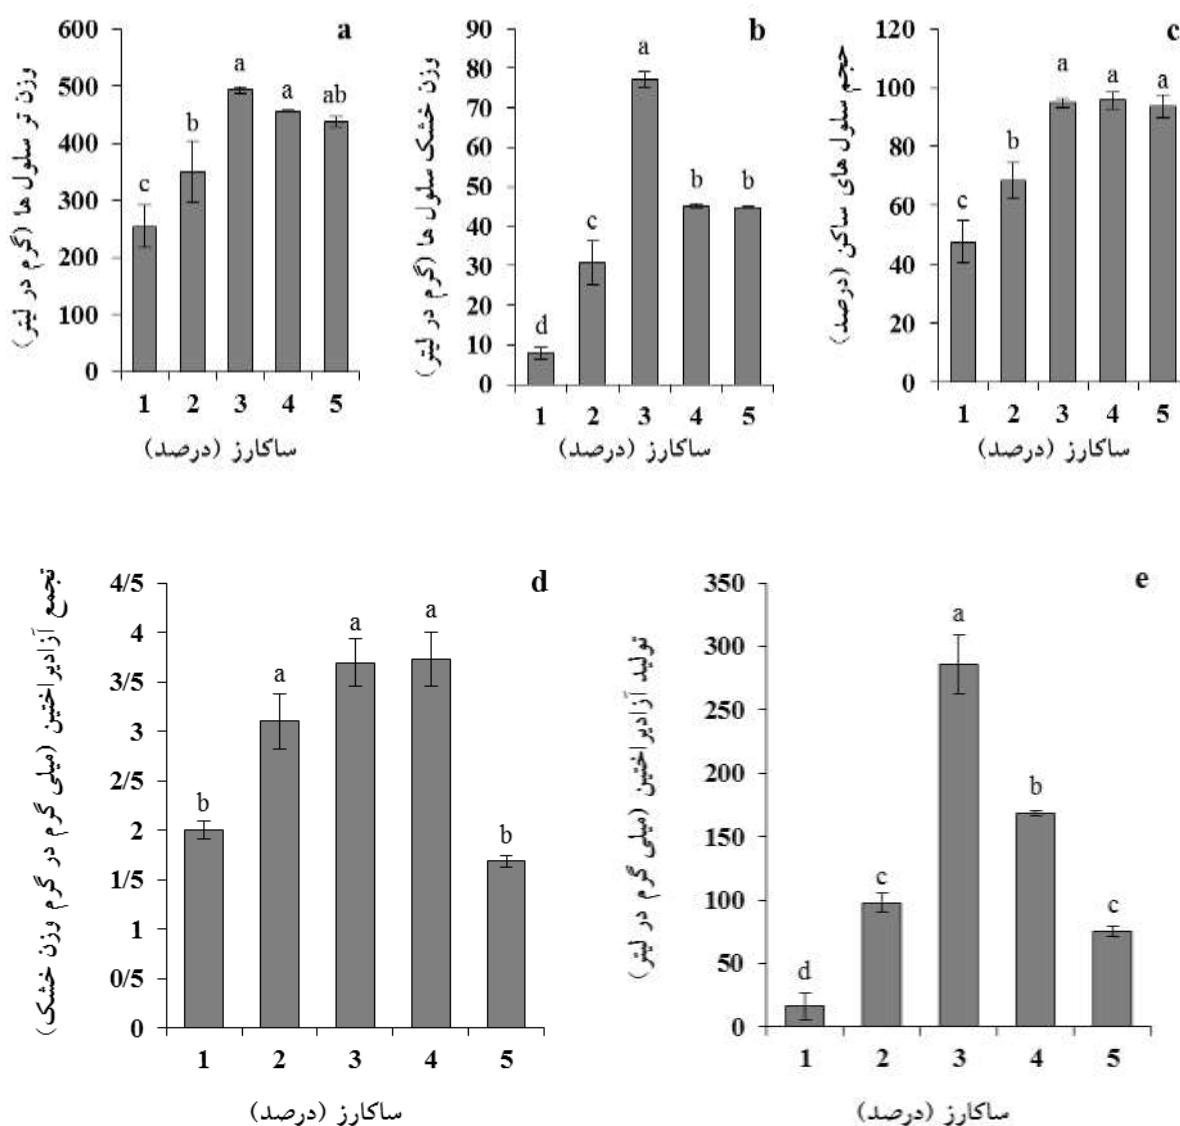 a
وزن تر سلول ها (گرم در لیتر)
600
500
400
300
200
100
0
c
b
a
a
ab
1 2 3 4 5
ساکارز (درصد)
b
وزن خشک سلول ها (گرم در لیتر)
90
80
70
60
50
40
30
20
10
0
d
c
a
b
b
1 2 3 4 5
ساکارز (درصد)
c
حجم سلول های ساکن (درصد)
120
100
80
60
40
20
0
c
b
a
a
a
1 2 3 4 5
ساکارز (درصد)
d
تجمع آزادیراختین (میلی گرم در گرم وزن خشک)
4/5
4
3/5
3
2/5
2
1/5
1
0/5
0
b
a
a
a
b
1 2 3 4 5
ساکارز (درصد)
e
تولید آزادیراختین (میلی گرم در لیتر)
350
300
250
200
150
100
50
0
d
c
a
b
c
1 2 3 4 5
ساکارز (درصد)